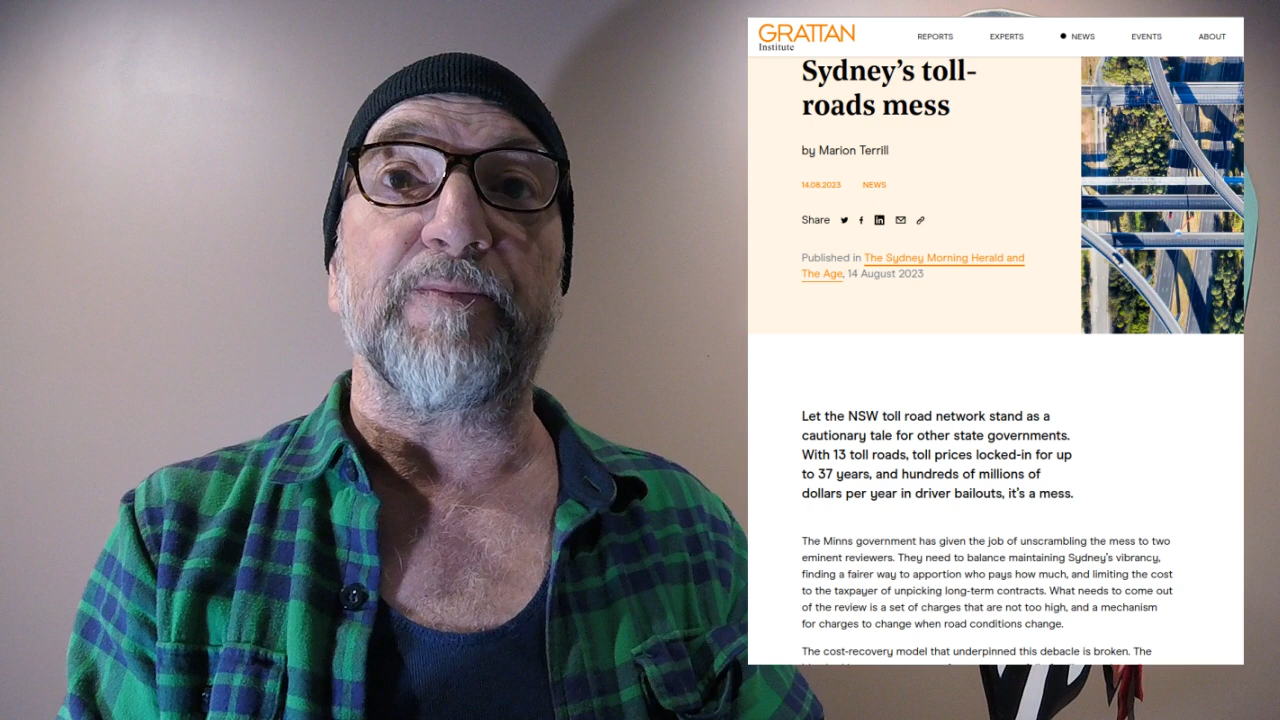 GRATTAN
Institute
REPORTS EXPERTS NEWS EVENTS ABOUT
Sydney’s toll-
roads mess
by Marion Terrill
14.08.2023 NEWS
Share
Published in The Sydney Morning Herald and
The Age, 14 August 2023
Let the NSW toll road network stand as a
cautionary tale for other state governments.
With 13 toll roads, toll prices locked-in for up
to 37 years, and hundreds of millions of
dollars per year in driver bailouts, it’s a mess.
The Minns government has given the job of unscrambling the mess to two
eminent reviewers. They need to balance maintaining Sydney’s vibrancy,
finding a fairer way to apportion who pays how much, and limiting the cost
to the taxpayer of unpicking long-term contracts. What needs to come out
of the review is a set of charges that are not too high, and a mechanism
for charges to change when road conditions change.
The cost-recovery model that underpinned this debacle is broken. The